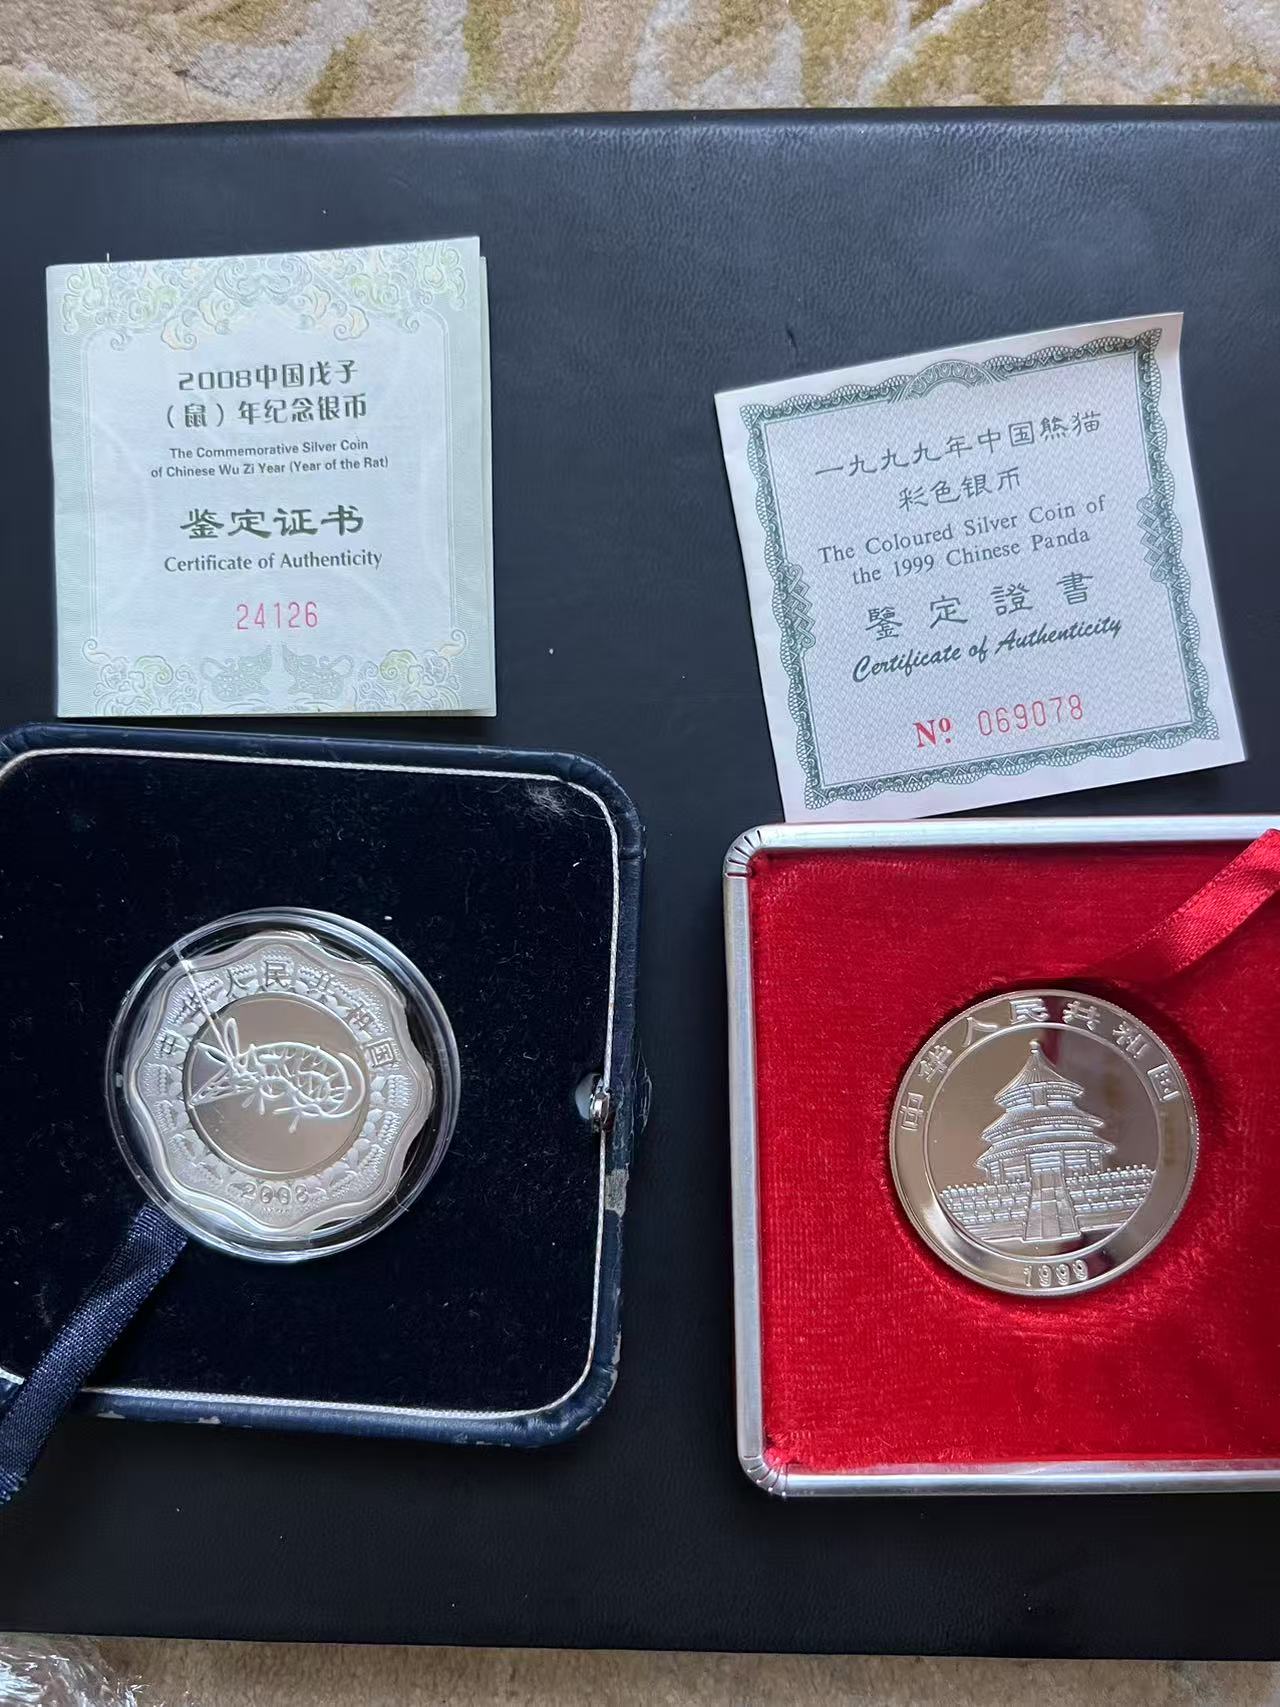 2008中国戊子
（鼠）年纪念银币
The Commemorative Silver Coin
of Chinese Wu Zi Year (Year of the Rat)
鉴定证书
Certificate of Authenticity
24126
一九九九年中国熊猫
彩色银币
The Coloured Silver Coin of
the 1999 Chinese Panda
鑒定證書
Certificate of Authenticity
Nº 069078
中华人民共和国
2008
中华人民共和国
1999